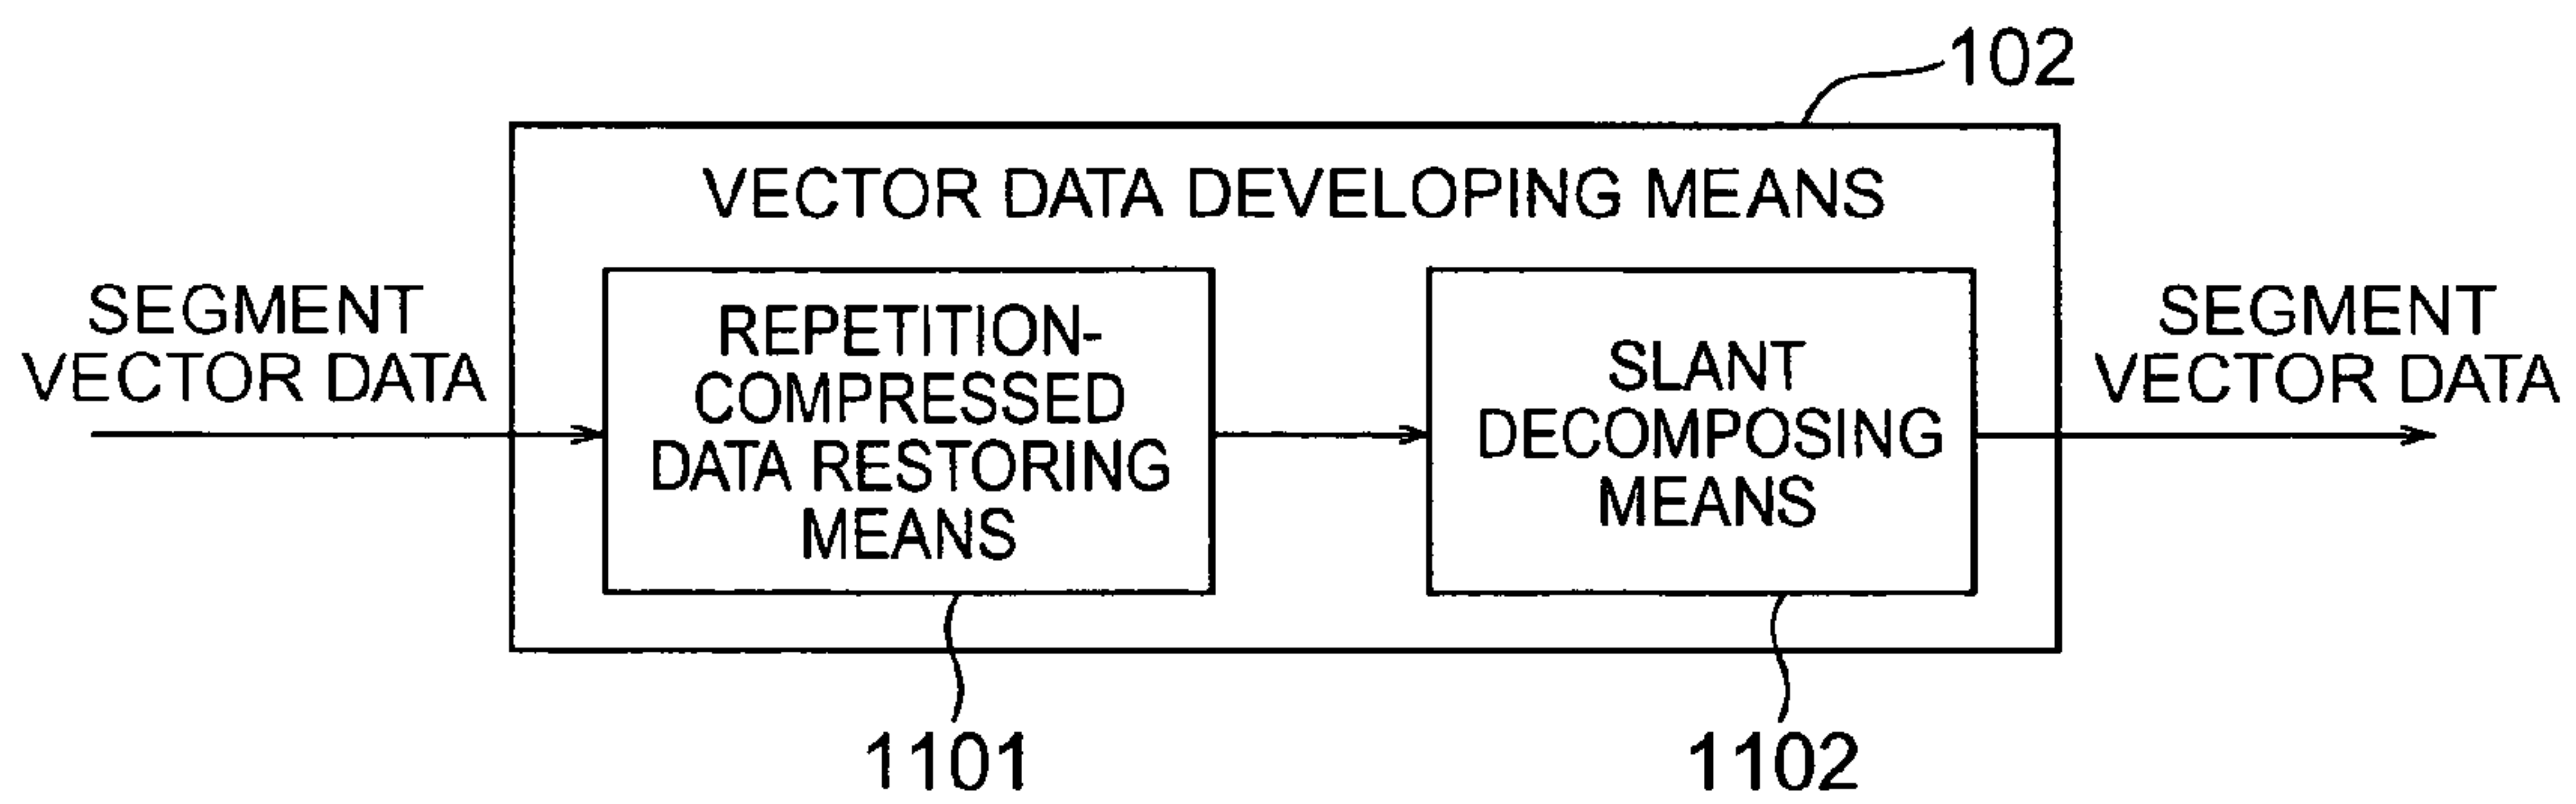 102
VECTOR DATA DEVELOPING MEANS
SEGMENT
VECTOR DATA
REPETITION-
COMPRESSED
DATA RESTORING
MEANS
SLANT
DECOMPOSING
MEANS
SEGMENT
VECTOR DATA
1101
1102